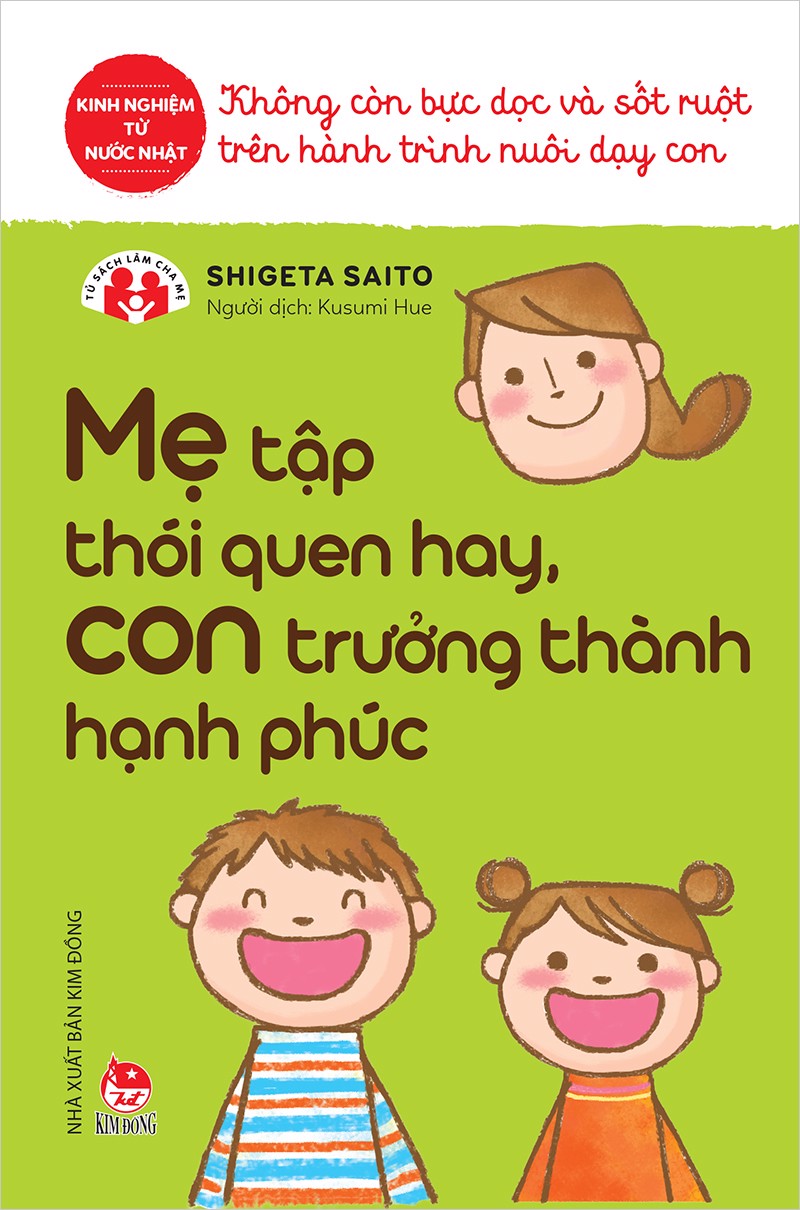 KINH NGHIỆM
TỪ
NƯỚC NHẬT
Không còn bực dọc và sốt ruột
trên hành trình nuôi dạy con
TỦ SÁCH LÀM CHA MẸ
SHIGETA SAITO
Người dịch: Kusumi Hue
Mẹ tập
thói quen hay,
con trưởng thành
hạnh phúc
NHÀ XUẤT BẢN KIM ĐỒNG
KIM ĐỒNG